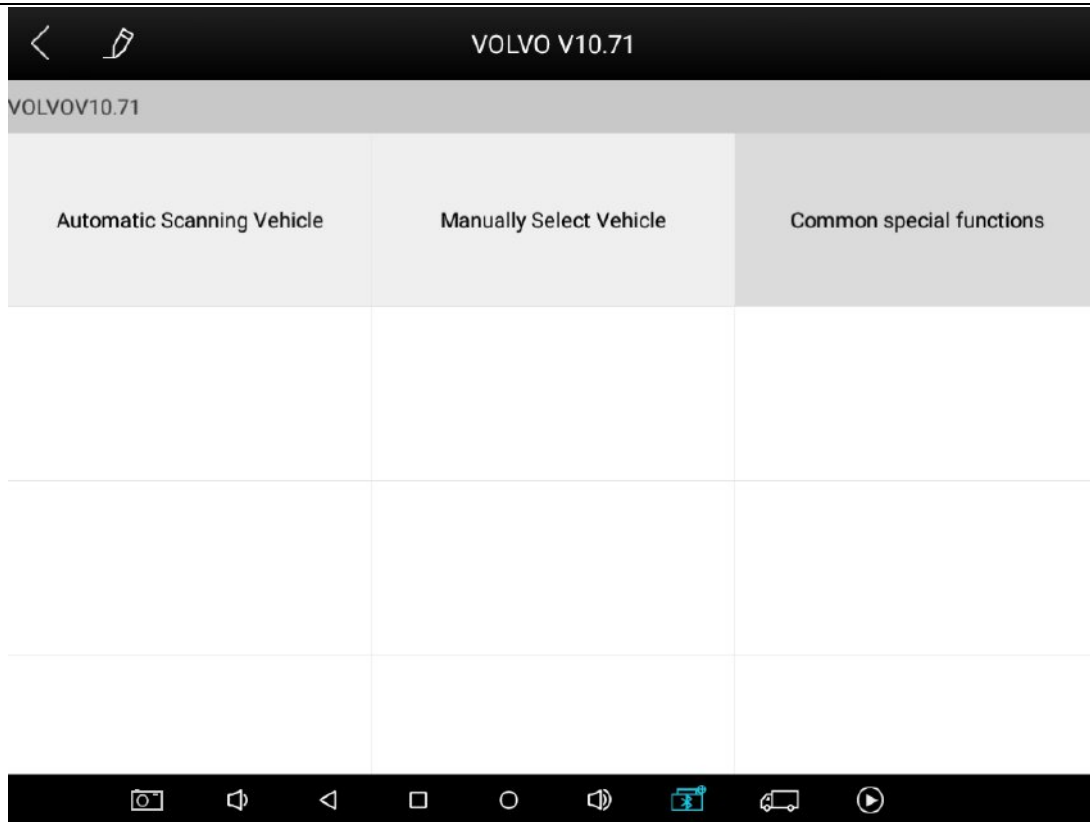 VOLVO V10.71
VOLVOV10.71
Automatic Scanning Vehicle
Manually Select Vehicle
Common special functions